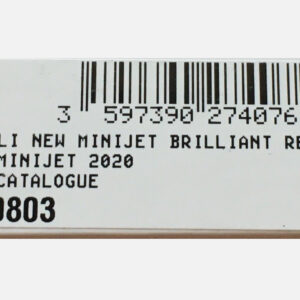 3 597390 274076
LI NEW MINIJET BRILLIANT RE
MINIJET 2020
CATALOGUE
0803